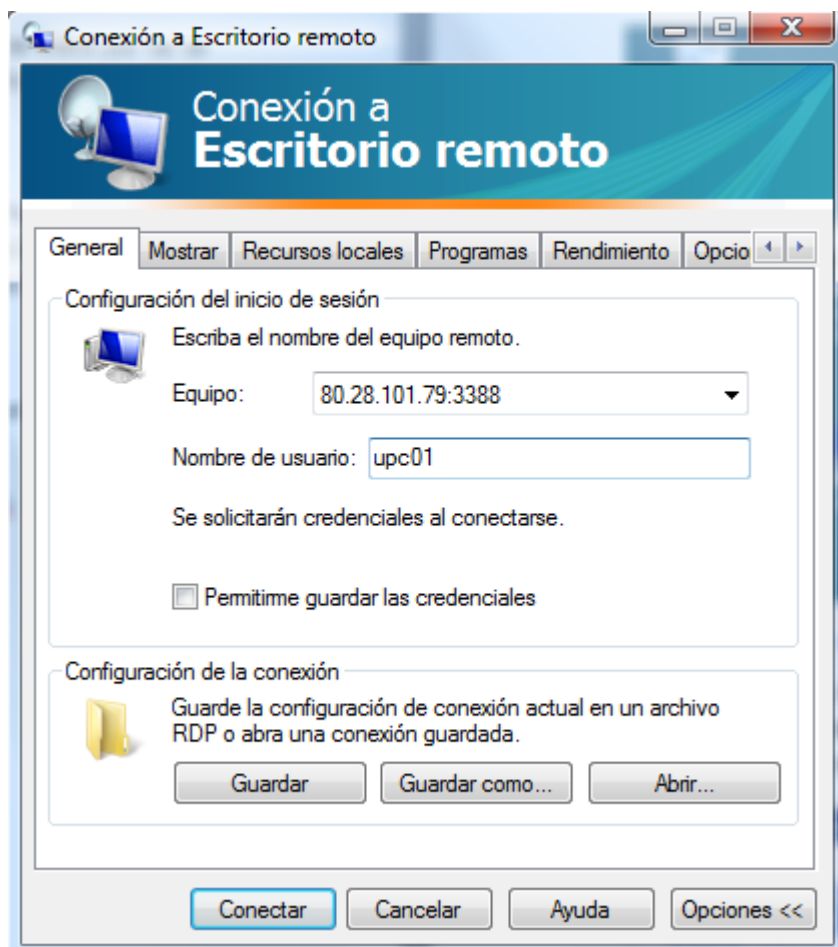 Conexión a Escritorio remoto
Conexión a
Escritorio remoto
General Mostrar Recursos locales Programas Rendimiento Opcio
Configuración del inicio de sesión
Escriba el nombre del equipo remoto.
Equipo: 80.28.101.79:3388
Nombre de usuario: upc01
Se solicitarán credenciales al conectarse.
Permitirme guardar las credenciales
Configuración de la conexión
Guarde la configuración de conexión actual en un archivo
RDP o abra una conexión guardada.
Guardar Guardar como... Abrir...
Conectar Cancelar Ayuda Opciones <<